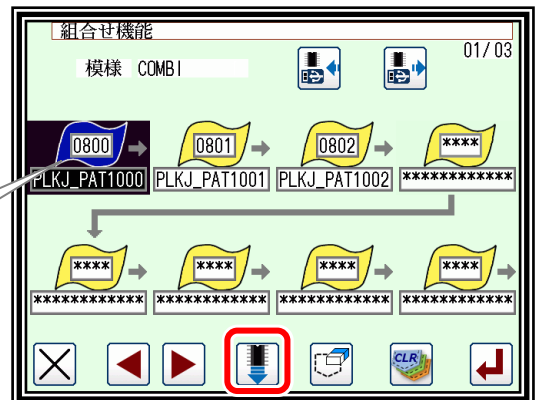 組合せ機能
01/03
模様 COMBI
0800 0801 0802 ****
PLKJ_PAT1000 PLKJ_PAT1001 PLKJ_PAT1002 ************
**** **** **** ****
************ ************ ************ ************
CLR